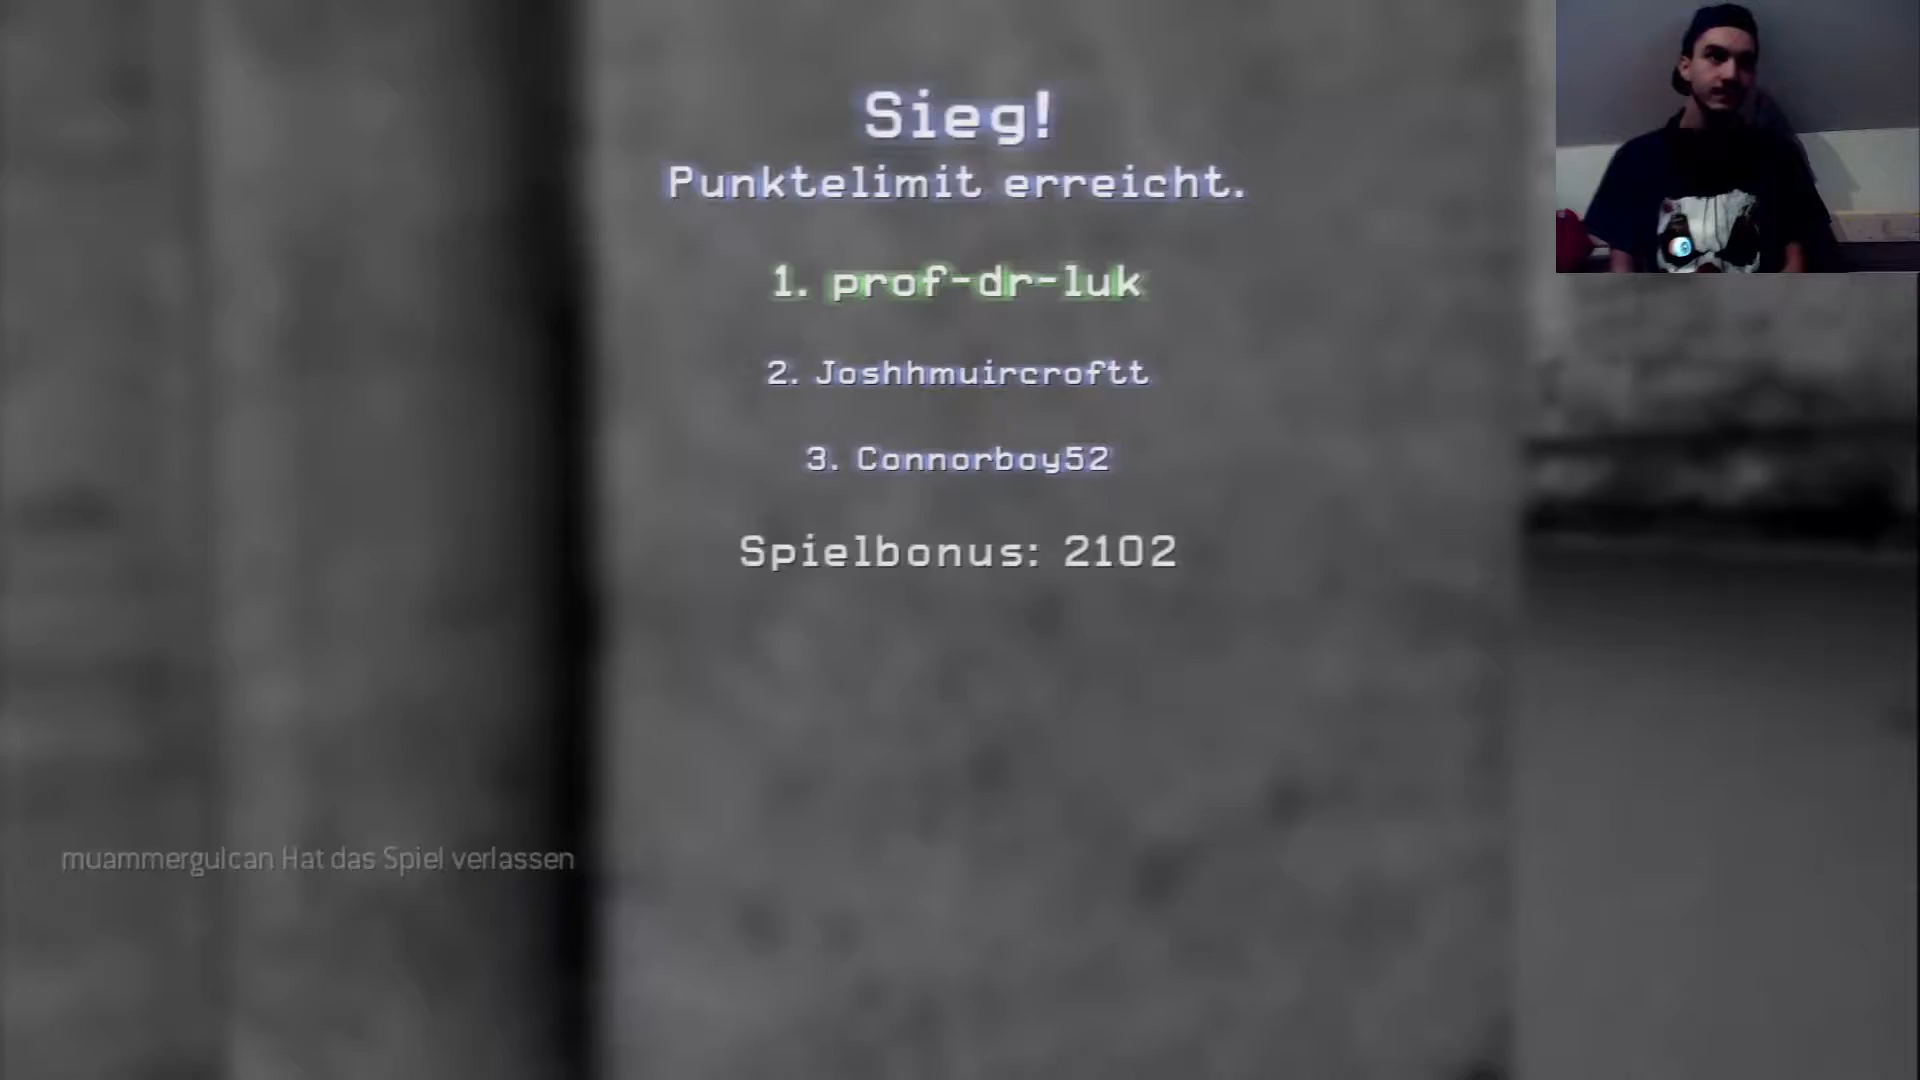 Sieg!
Punktelimit erreicht.
1. prof-dr-luk
2. Joshhmuircroftt
3. Connorboy52
Spielbonus: 2102
muammergulcan Hat das Spiel verlassen